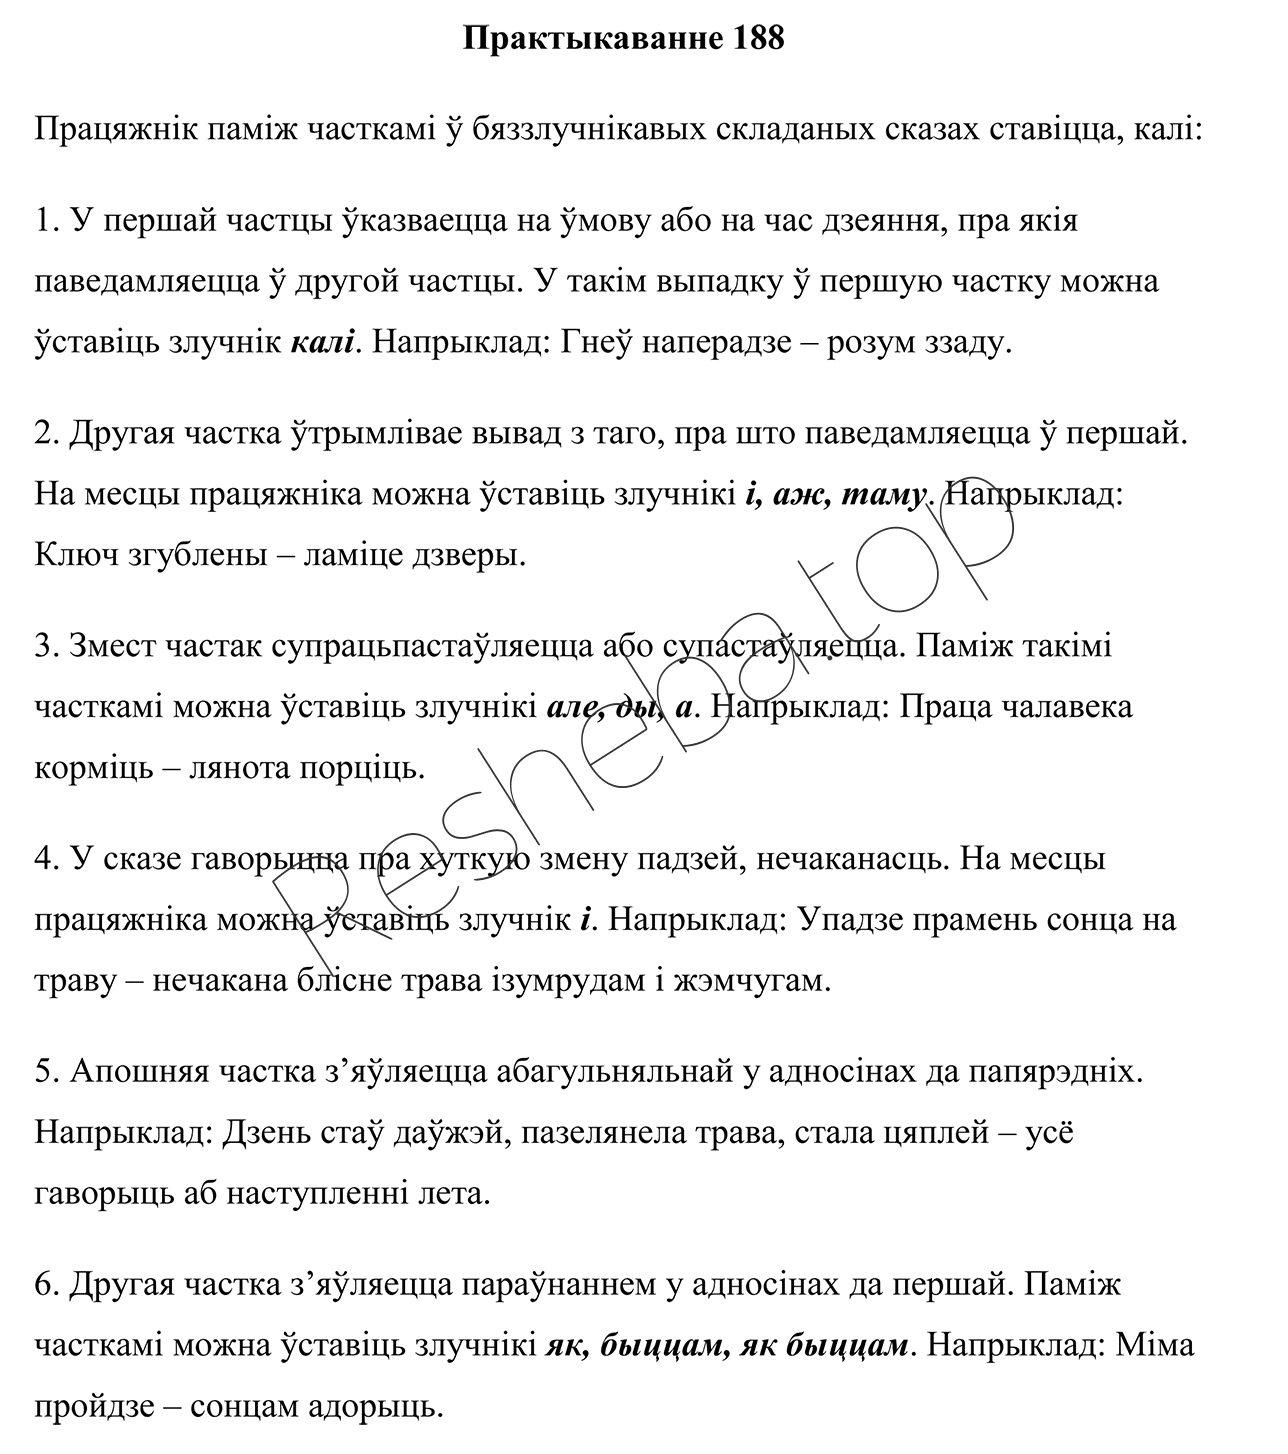 Практыкаванне 188
Працяжнік паміж часткамі ў бяззлучнікавых складаных сказах ставіцца, калі:
1. У першай частцы ўказваецца на ўмову або на час дзеяння, пра якія
паведамляецца ў другой частцы. У такім выпадку ў першую частку можна
ўставіць злучнік калі. Напрыклад: Гнеў наперадзе – розум ззаду.
2. Другая частка ўтрымлівае вывад з таго, пра што паведамляецца ў першай.
На месцы працяжніка можна ўставіць злучнікі і, аж, таму. Напрыклад:
Ключ згублены – ламіце дзверы.
3. Змест частак супрацьпастаўляецца або супастаўляецца. Паміж такімі
часткамі можна ўставіць злучнікі але, ды, а. Напрыклад: Праца чалавека
корміць – лянота порціць.
4. У сказе гаворыцца пра хуткую змену падзей, нечаканасць. На месцы
працяжніка можна ўставіць злучнік і. Напрыклад: Упадзе прамень сонца на
траву – нечакана блісне трава ізумрудам і жэмчугам.
5. Апошняя частка з’яўляецца абагульняльнай у адносінах да папярэдніх.
Напрыклад: Дзень стаў даўжэй, пазелянела трава, стала цяплей – усё
гаворыць аб наступленні лета.
6. Другая частка з’яўляецца параўнаннем у адносінах да першай. Паміж
часткамі можна ўставіць злучнікі як, быццам, як быццам. Напрыклад: Міма
пройдзе – сонцам адорыць.
Resheba.top